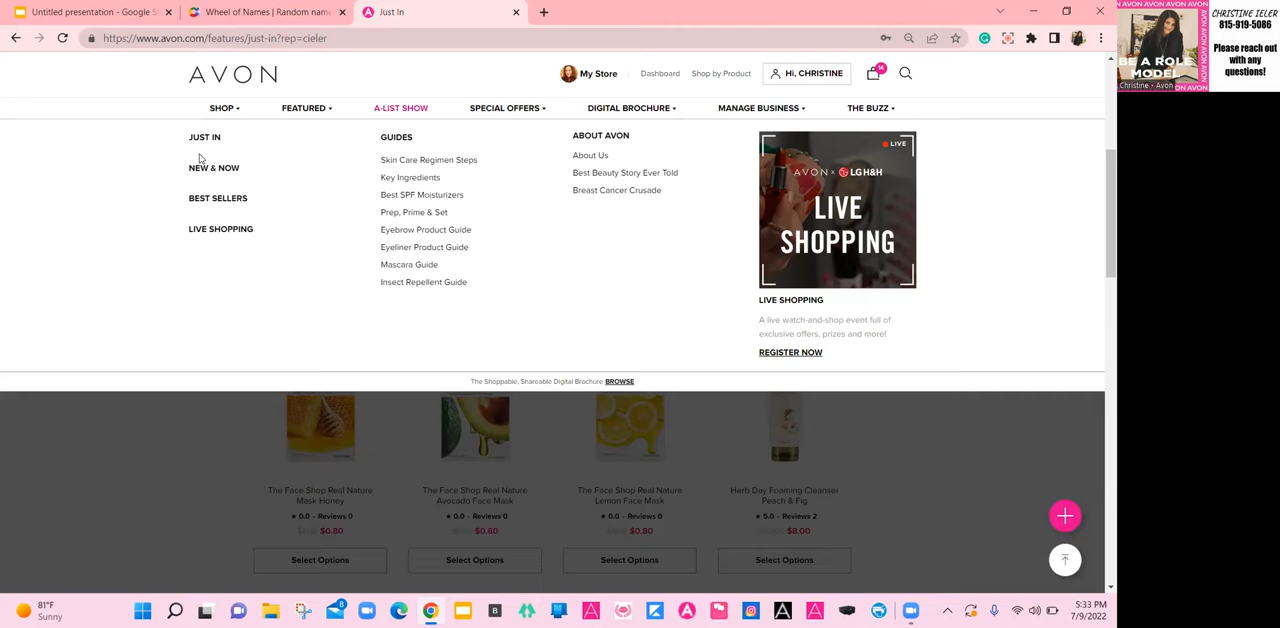 Untitled presentation - Google S
Wheel of Names | Random nam
Just In
https://www.avon.com/features/just-in?rep=cieler
AVON AVON AVON AVON AVON
BE A ROLE MODEL
Christine - Avon
CHRISTINE IELER
815-919-5086
Please reach out
with any
questions!
AVON
My Store
Dashboard
Shop by Product
Hi, CHRISTINE
14
SHOP
FEATURED
A-LIST SHOW
SPECIAL OFFERS
DIGITAL BROCHURE
MANAGE BUSINESS
THE BUZZ
JUST IN
NEW & NOW
BEST SELLERS
LIVE SHOPPING
GUIDES
Skin Care Regimen Steps
Key Ingredients
Best SPF Moisturizers
Prep, Prime & Set
Eyebrow Product Guide
Eyeliner Product Guide
Mascara Guide
Insect Repellent Guide
ABOUT AVON
About Us
Best Beauty Story Ever Told
Breast Cancer Crusade
LIVE
AVON x LG H&H
LIVE
SHOPPING
LIVE SHOPPING
A live watch-and-shop event full of
exclusive offers, prizes and more!
REGISTER NOW
The Shoppable, Shareable Digital Brochure BROWSE
The Face Shop Real Nature
Mask Honey
★ 0.0 - Reviews 0
$0.80
Select Options
The Face Shop Real Nature
Avocado Face Mask
★ 0.0 - Reviews 0
$0.80
Select Options
The Face Shop Real Nature
Lemon Face Mask
★ 0.0 - Reviews 0
$0.80
Select Options
Herb Day Foaming Cleanser
Peach & Fig
★ 5.0 - Reviews 2
$8.00
Select Options
81°F
Sunny
8
5:33 PM
7/9/2022